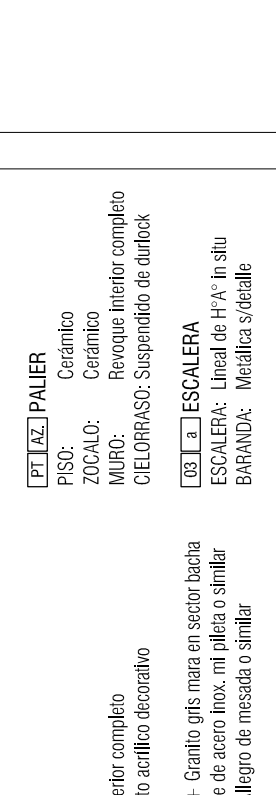 erior completo
to acrílico decorativo
Granito gris mara en sector bacha
e de acero inox. mi pileta o similar
llegro de mesada o similar
PT AZ. PALIER
PISO: Cerámico
ZOCALO: Cerámico
MURO: Revoque interior completo
CIELORRASO: Suspendido de durlock
03 a ESCALERA
ESCALERA: Lineal de H°A° in situ
BARANDA: Metálica s/detalle